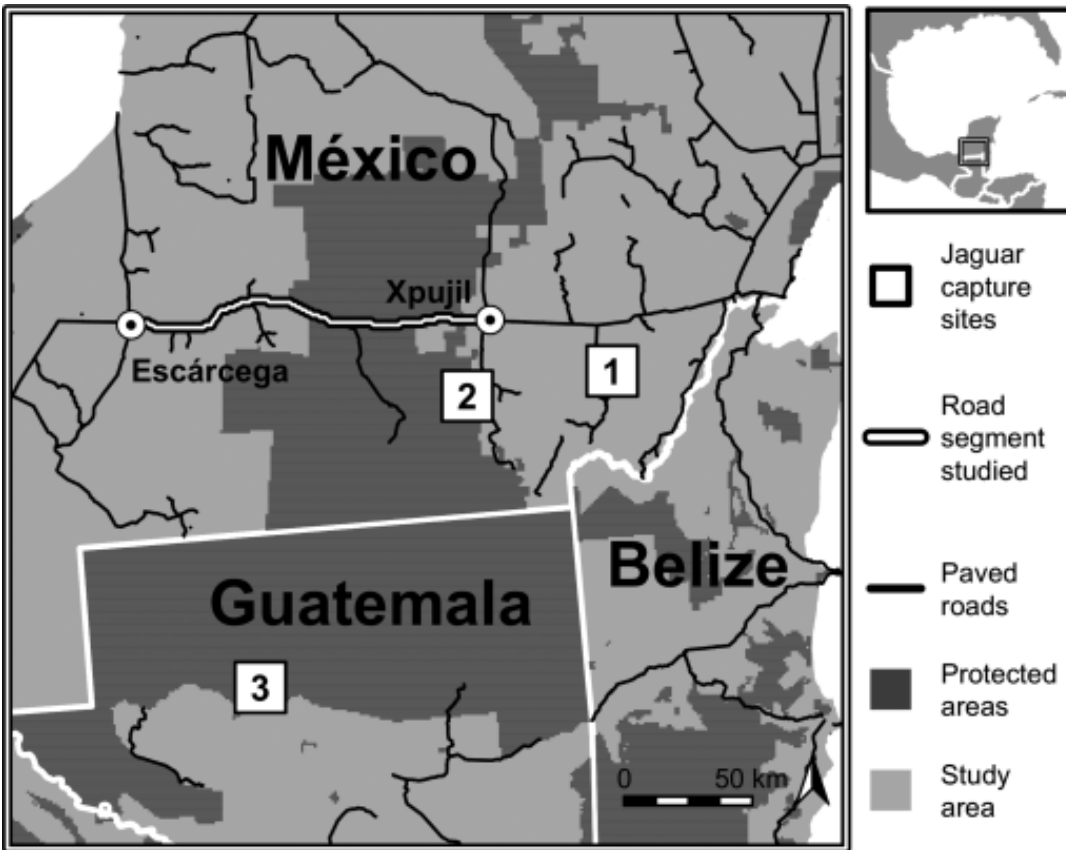 México
Xpujil
Escárcega
1
2
Guatemala
Belize
3
0 50 km
Jaguar
capture
sites
Road
segment
studied
Paved
roads
Protected
areas
Study
area